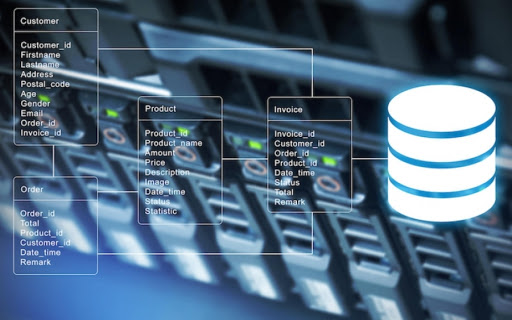 Customer
Customer_id
Firstname
Lastname
Address
Postal_code
Age
Gender
Email
Order_id
Invoice_id
Product
Product_id
Product_name
Amount
Price
Description
Image
Date_time
Status
Statistic
Invoice
Invoice_id
Customer_id
Order_id
Product_id
Date_time
Status
Total
Remark
Order
Order_id
Total
Product_id
Customer_id
Date_time
Remark